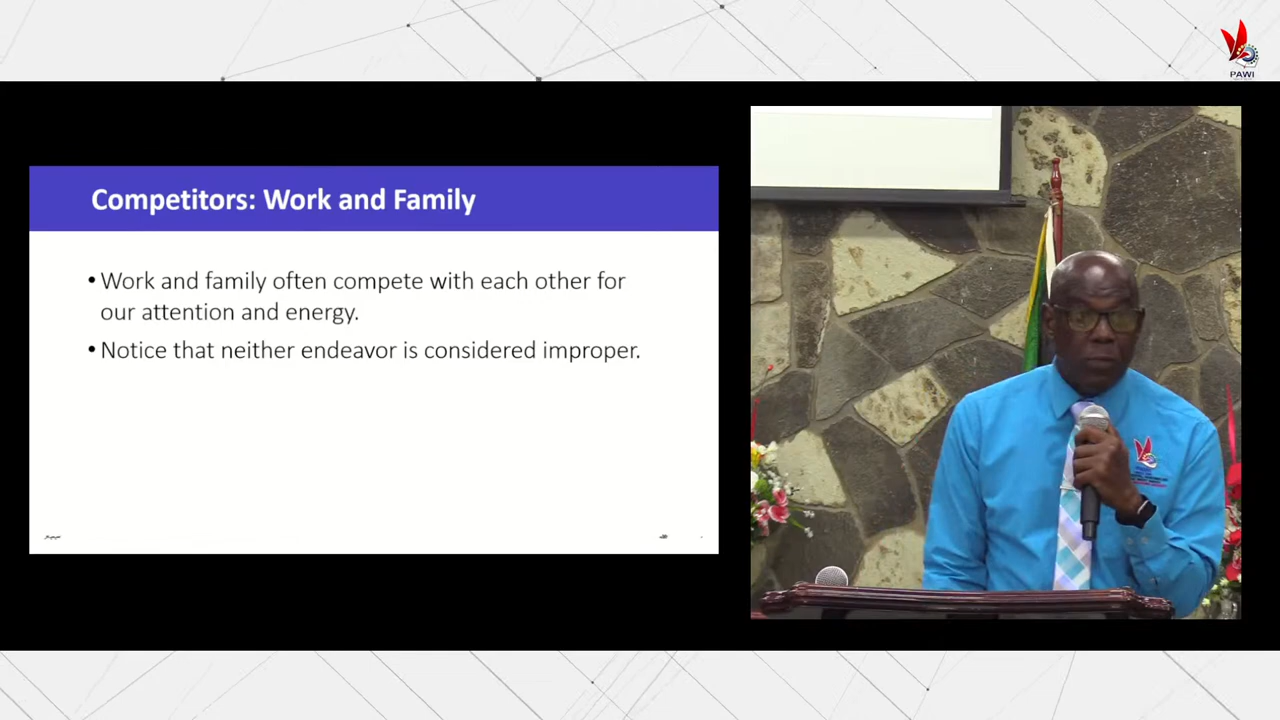 PAWI
Competitors: Work and Family
• Work and family often compete with each other for
our attention and energy.
• Notice that neither endeavor is considered improper.